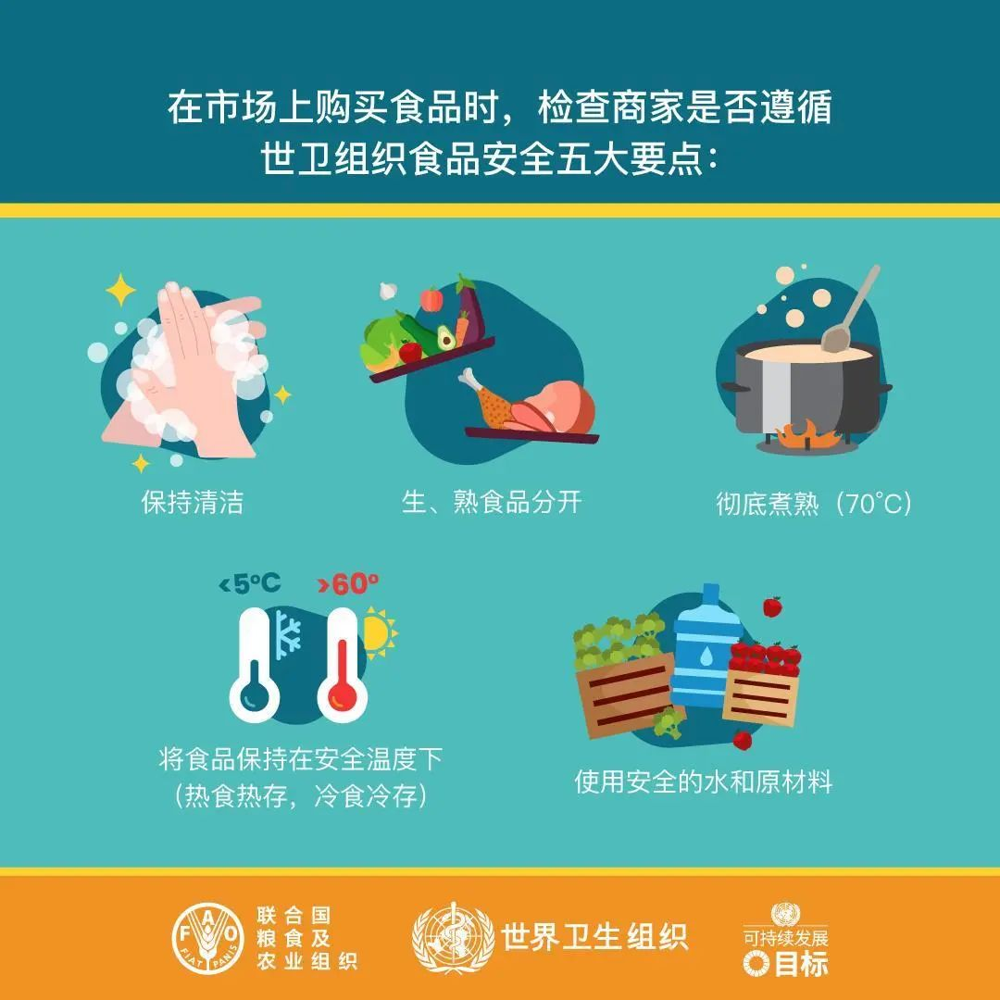 在市场上购买食品时，检查商家是否遵循
世卫组织食品安全五大要点：
保持清洁
生、熟食品分开
彻底煮熟（70°C）
<5ºC
>60º
将食品保持在安全温度下
（热食热存，冷食冷存）
使用安全的水和原材料
FAO
FIAT PANIS
联合国
粮食及
农业组织
世界卫生组织
可持续发展
目标